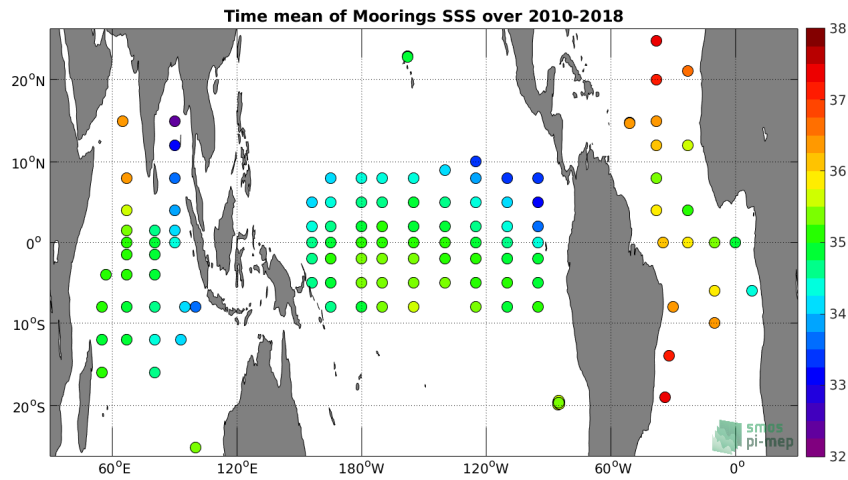 Time mean of Moorings SSS over 2010-2018
38
37
36
35
34
33
32
20°N
10°N
0°
10°S
20°S
60°E
120°E
180°W
120°W
60°W
0°
smos
pi-mep